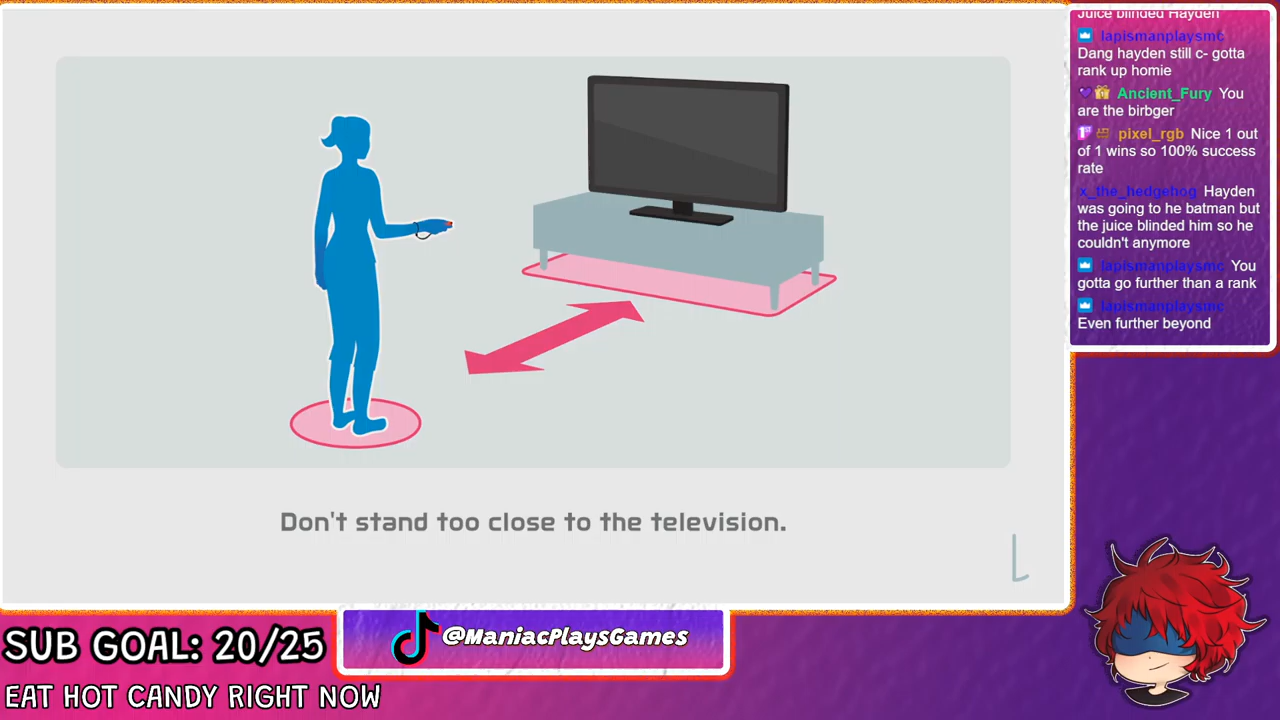 Juice blinded Hayden
lapismanplaysmc
Dang hayden still c- gotta
rank up homie
Ancient_Fury You
are the birbger
pixel_rgb Nice 1 out
of 1 wins so 100% success
rate
x_the_hedgehog Hayden
was going to he batman but
the juice blinded him so he
couldn't anymore
lapismanplaysmc You
gotta go further than a rank
lapismanplaysmc
Even further beyond
Don't stand too close to the television.
SUB GOAL: 20/25
EAT HOT CANDY RIGHT NOW
@ManiacPlaysGames